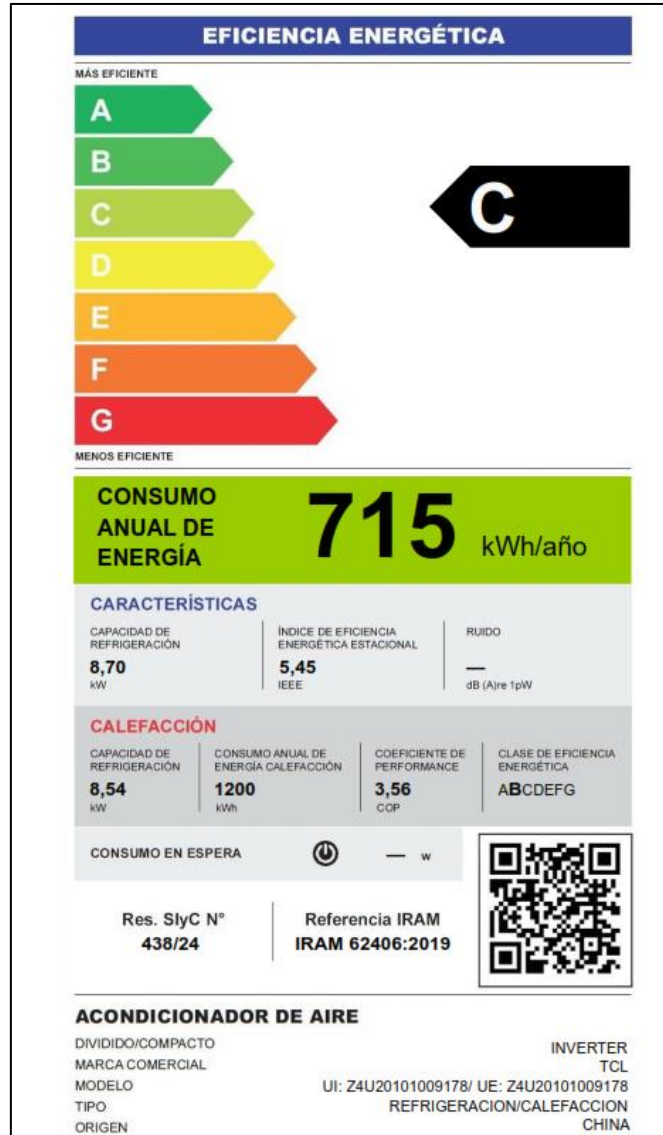 EFICIENCIA ENERGÉTICA
MÁS EFICIENTE
A
B
C
D
E
F
G
C
MENOS EFICIENTE
CONSUMO
ANUAL DE
ENERGÍA
715 kWh/año
CARACTERÍSTICAS
CAPACIDAD DE
REFRIGERACIÓN
8,70
kW
ÍNDICE DE EFICIENCIA
ENERGÉTICA ESTACIONAL
5,45
IEEE
RUIDO
—
dB (A)re 1pW
CALEFACCIÓN
CAPACIDAD DE
REFRIGERACIÓN
8,54
kW
CONSUMO ANUAL DE
ENERGÍA CALEFACCIÓN
1200
kWh
COEFICIENTE DE
PERFORMANCE
3,56
COP
CLASE DE EFICIENCIA
ENERGÉTICA
ABCDEFG
CONSUMO EN ESPERA — w
Res. SIyC N°
438/24
Referencia IRAM
IRAM 62406:2019
ACONDICIONADOR DE AIRE
DIVIDIDO/COMPACTO INVERTER
MARCA COMERCIAL TCL
MODELO UI: Z4U20101009178/ UE: Z4U20101009178
TIPO REFRIGERACION/CALEFACCION
ORIGEN CHINA